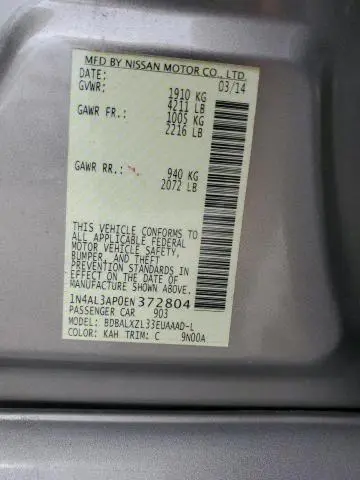 MFD BY NISSAN MOTOR CO., LTD.
DATE: 03/14
GVWR: 1910 KG
4211 LB
GAWR FR.: 1005 KG
2216 LB
GAWR RR.: 940 KG
2072 LB
THIS VEHICLE CONFORMS TO
ALL APPLICABLE FEDERAL
MOTOR VEHICLE SAFETY,
BUMPER, AND THEFT
PREVENTION STANDARDS IN
EFFECT ON THE DATE OF
MANUFACTURE SHOWN ABOVE.
1N4AL3AP0EN372804
PASSENGER CAR 903
MODEL: BDBALXZL33EUAAAD-L
COLOR: KAH TRIM: C 9N00A